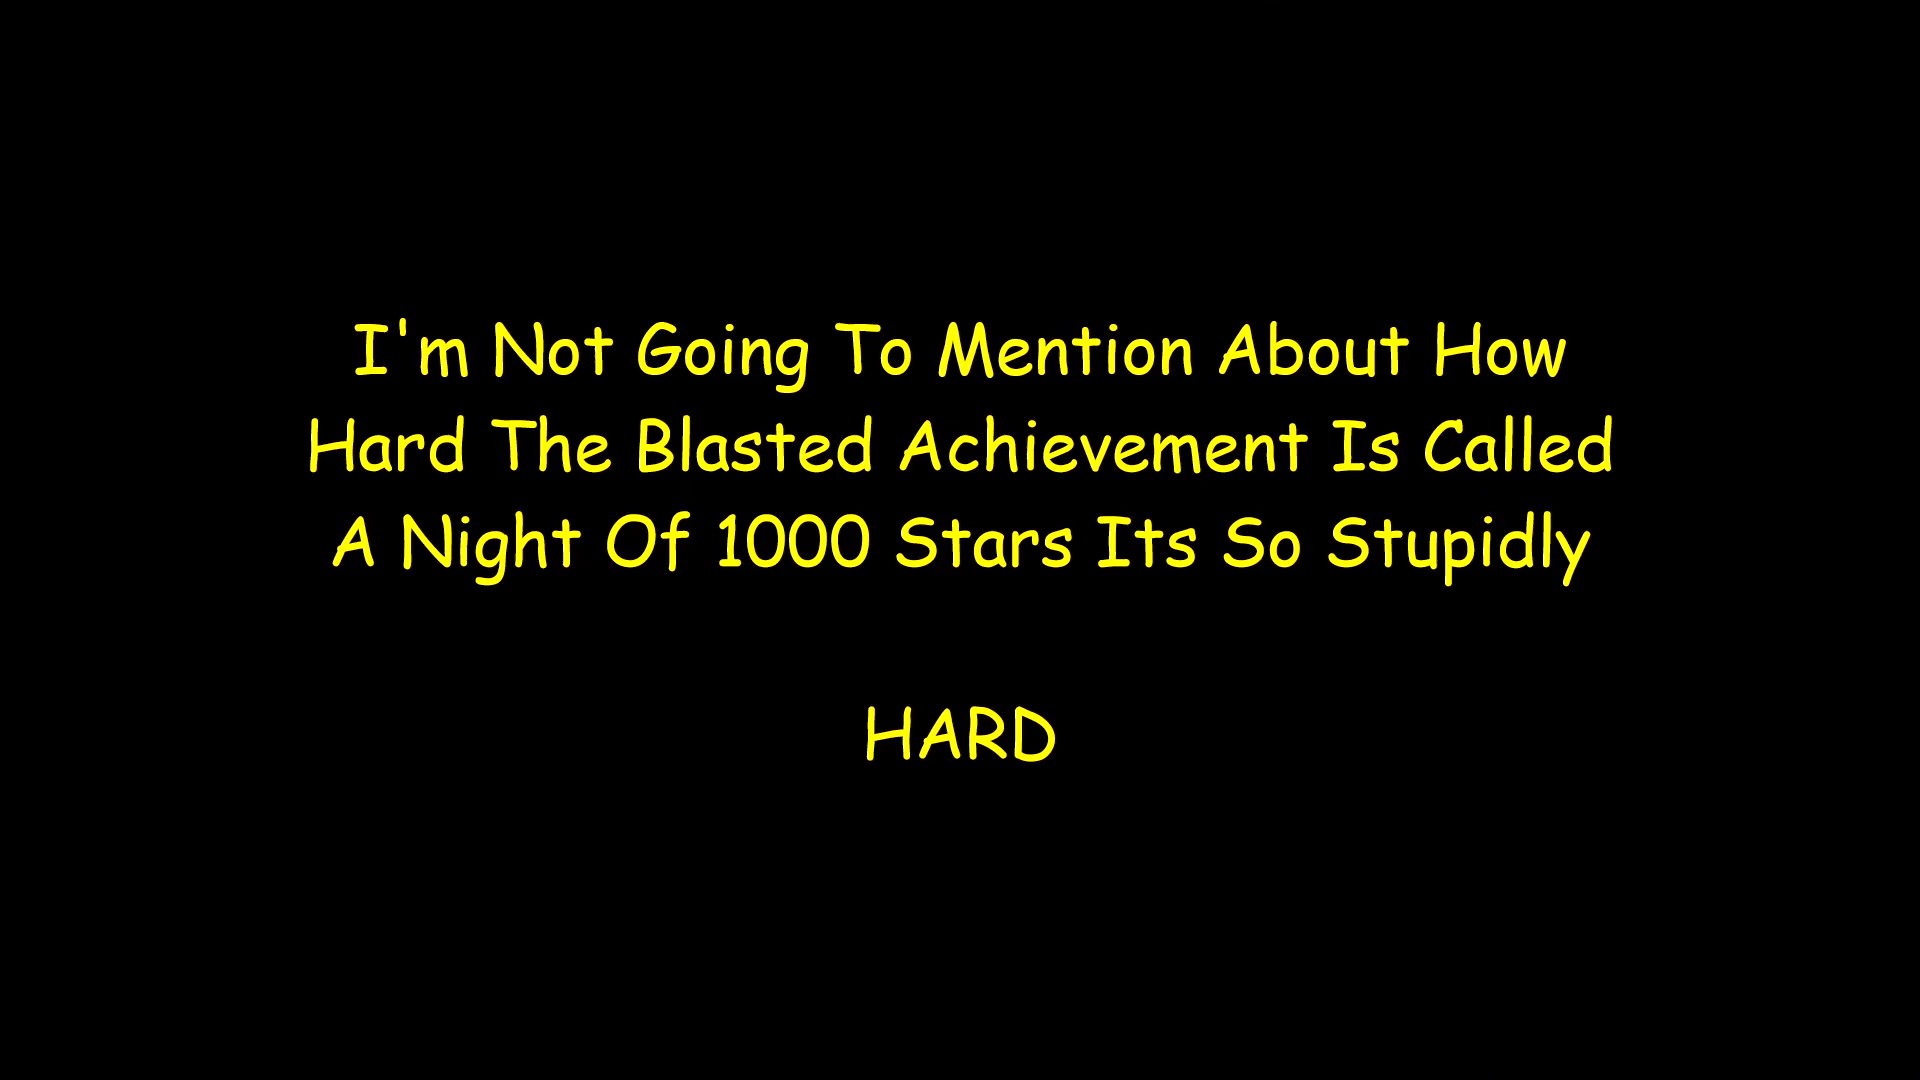 I'm Not Going To Mention About How
Hard The Blasted Achievement Is Called
A Night Of 1000 Stars Its So Stupidly
HARD